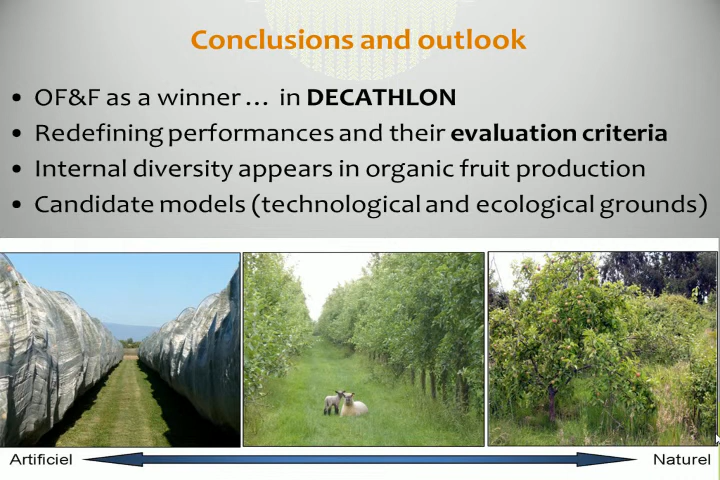 Conclusions and outlook
• OF&F as a winner … in DECATHLON
• Redefining performances and their evaluation criteria
• Internal diversity appears in organic fruit production
• Candidate models (technological and ecological grounds)
Artificiel Naturel